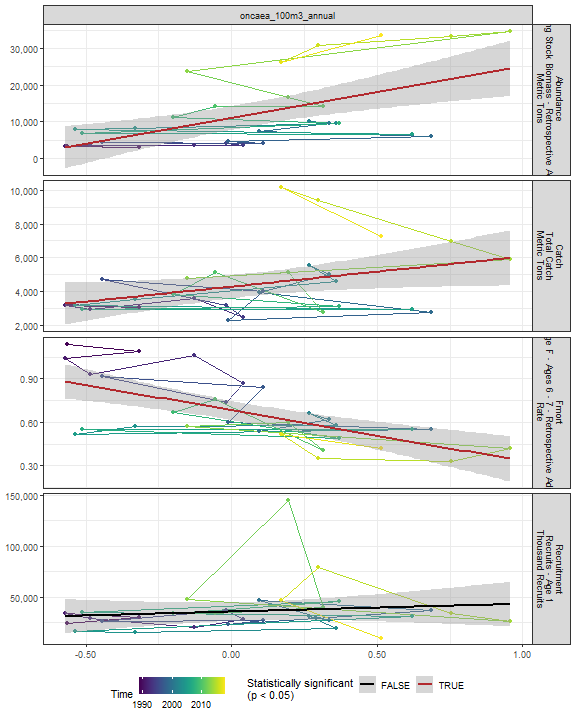 oncaea_100m3_annual
30,000
20,000
10,000
0
Abundance
Stock Biomass - Retrospective
Metric Tons
10,000
8,000
6,000
4,000
2,000
Catch
Total Catch
Metric Tons
0.90
0.60
0.30
Fmort
F - Ages 6 - 7 - Retrospective
Rate
150,000
100,000
50,000
Recruitment
Recruits - Age 1
Thousand Recruits
-0.50
0.00
0.50
1.00
Time
1990 2000 2010
Statistically significant
(p < 0.05)
FALSE
TRUE